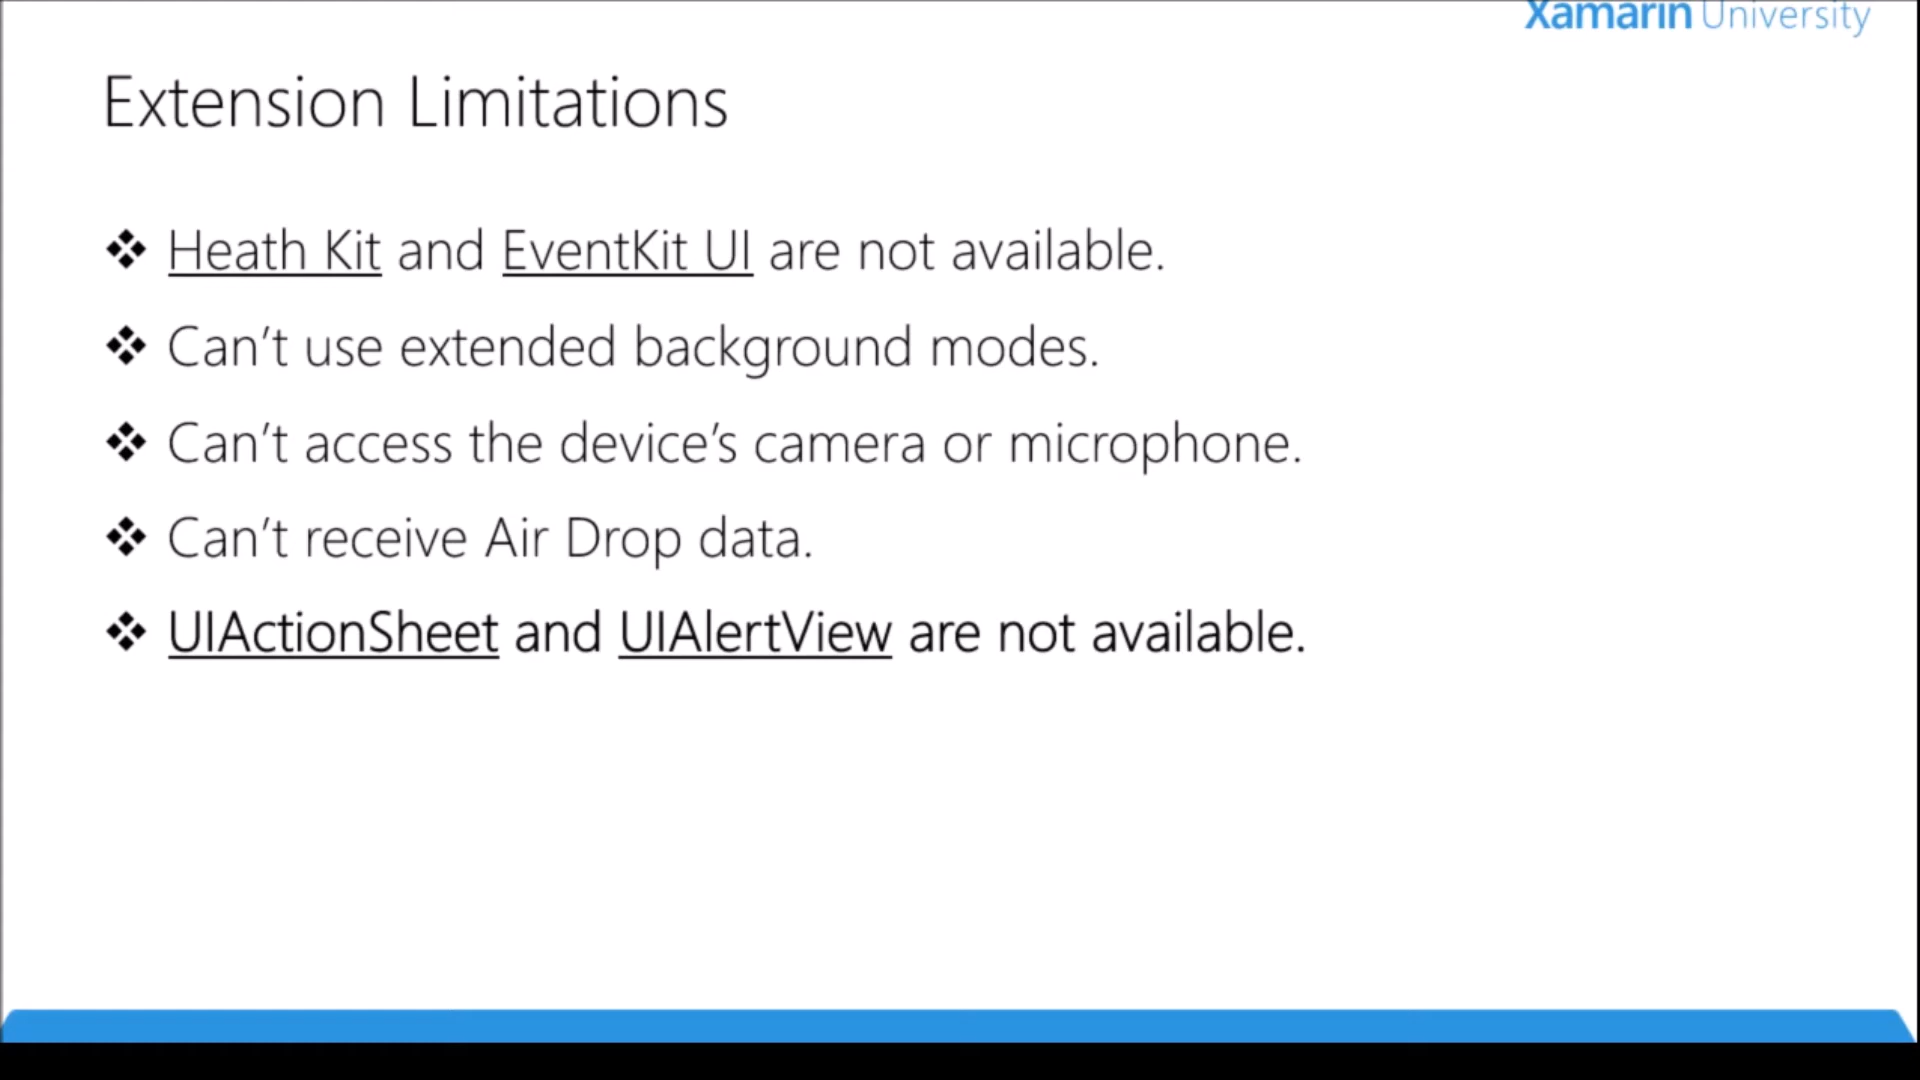 Xamarin University
Extension Limitations
❖ Heath Kit and EventKit UI are not available.
❖ Can’t use extended background modes.
❖ Can’t access the device’s camera or microphone.
❖ Can’t receive Air Drop data.
❖ UIActionSheet and UIAlertView are not available.